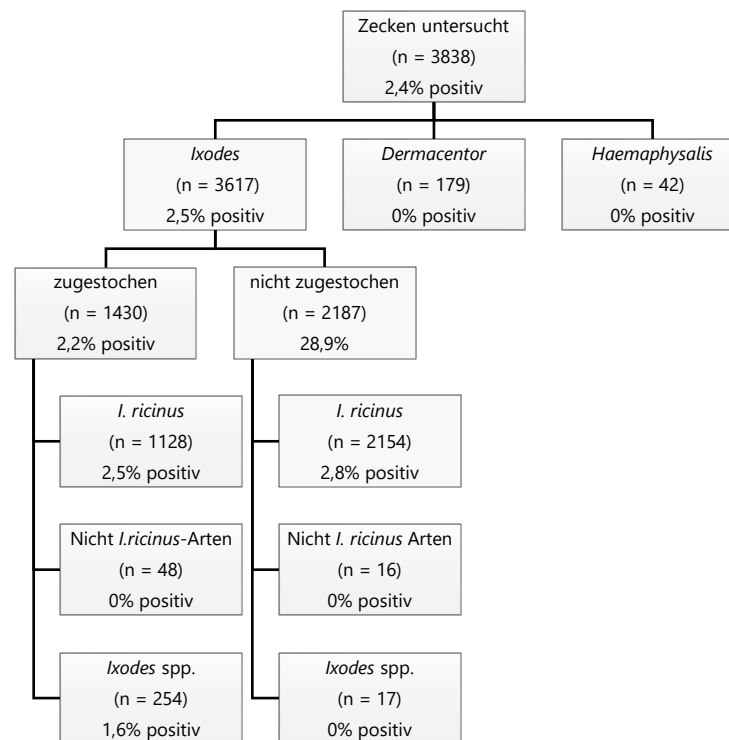 Zecken untersucht
(n = 3838)
2,4% positiv
Ixodes
(n = 3617)
2,5% positiv
Dermacentor
(n = 179)
0% positiv
Haemaphysalis
(n = 42)
0% positiv
zugestochen
(n = 1430)
2,2% positiv
nicht zugestochen
(n = 2187)
28,9%
I. ricinus
(n = 1128)
2,5% positiv
I. ricinus
(n = 2154)
2,8% positiv
Nicht I.ricinus-Arten
(n = 48)
0% positiv
Nicht I. ricinus Arten
(n = 16)
0% positiv
Ixodes spp.
(n = 254)
1,6% positiv
Ixodes spp.
(n = 17)
0% positiv